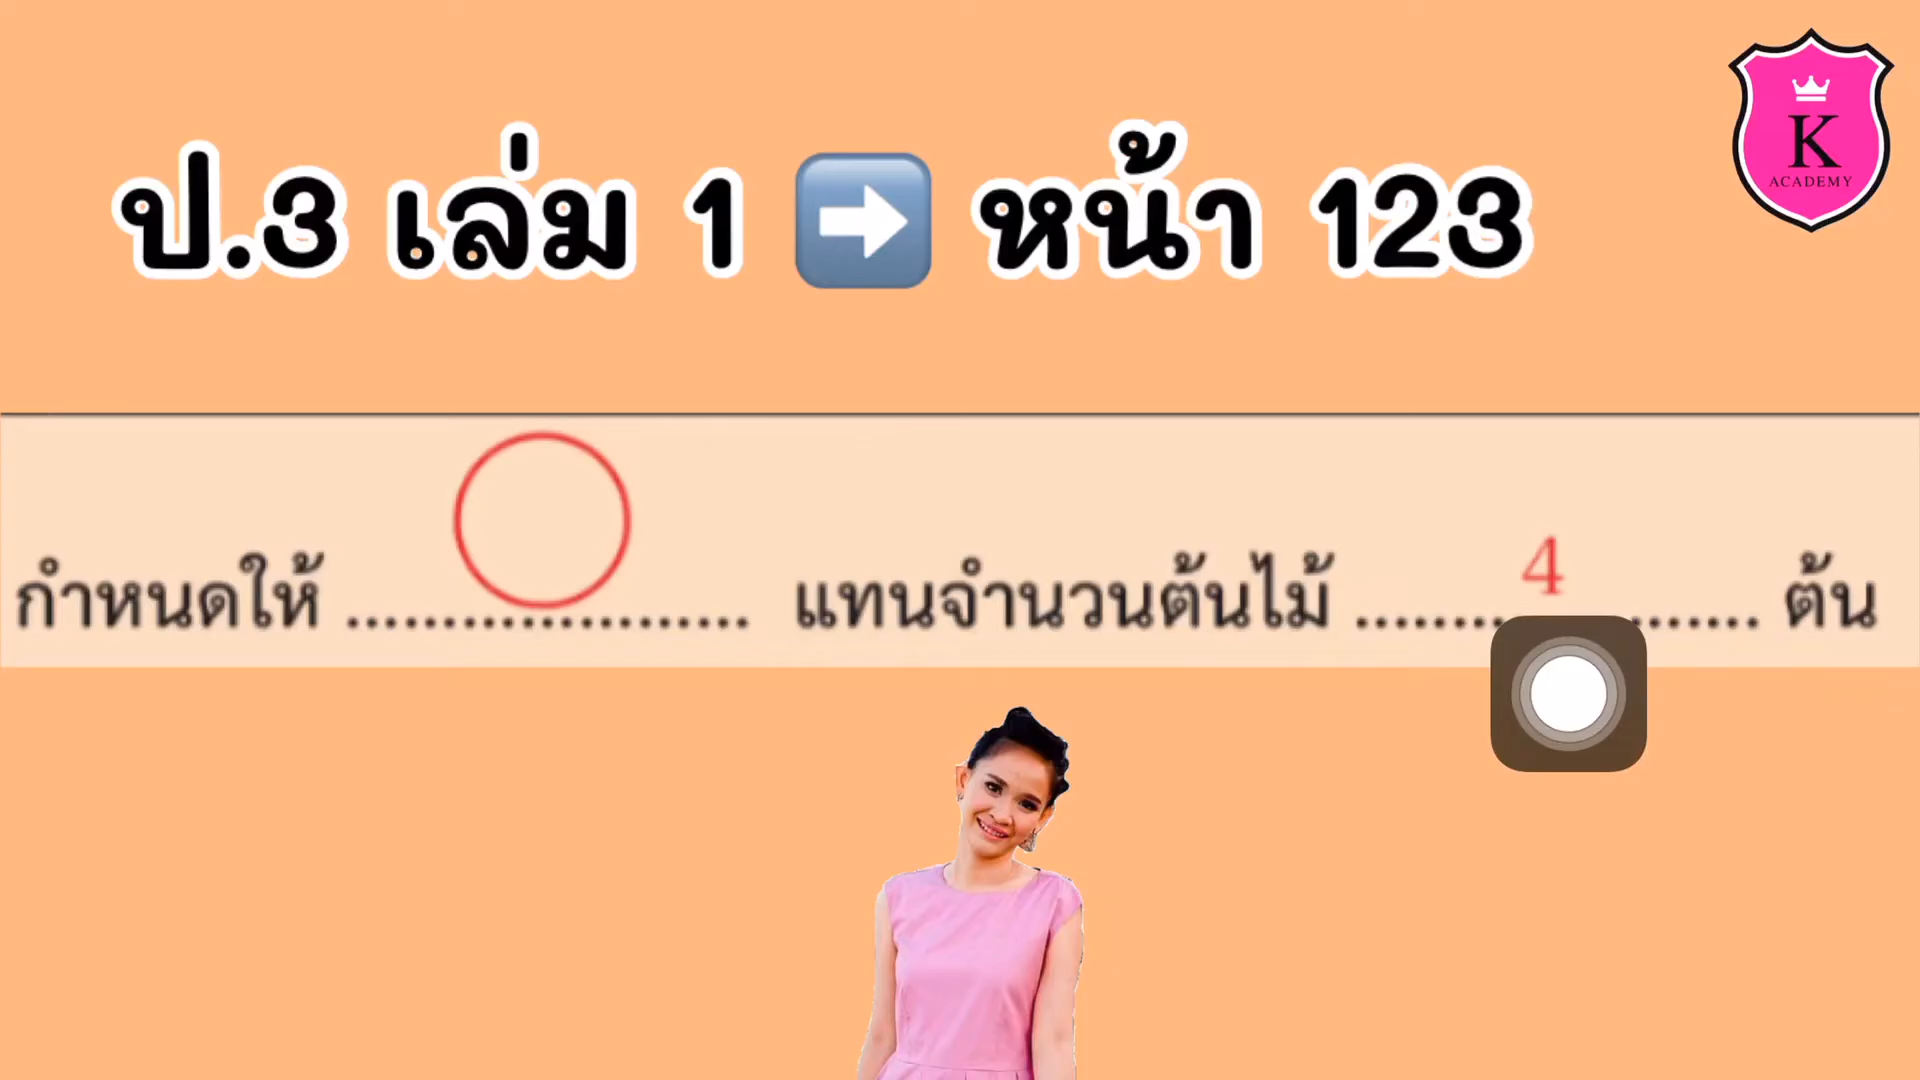 K
ACADEMY
ป.3 เล่ม 1 ➡ หน้า 123
กำหนดให้ .................... แทนจำนวนต้นไม้ ........4....... ต้น